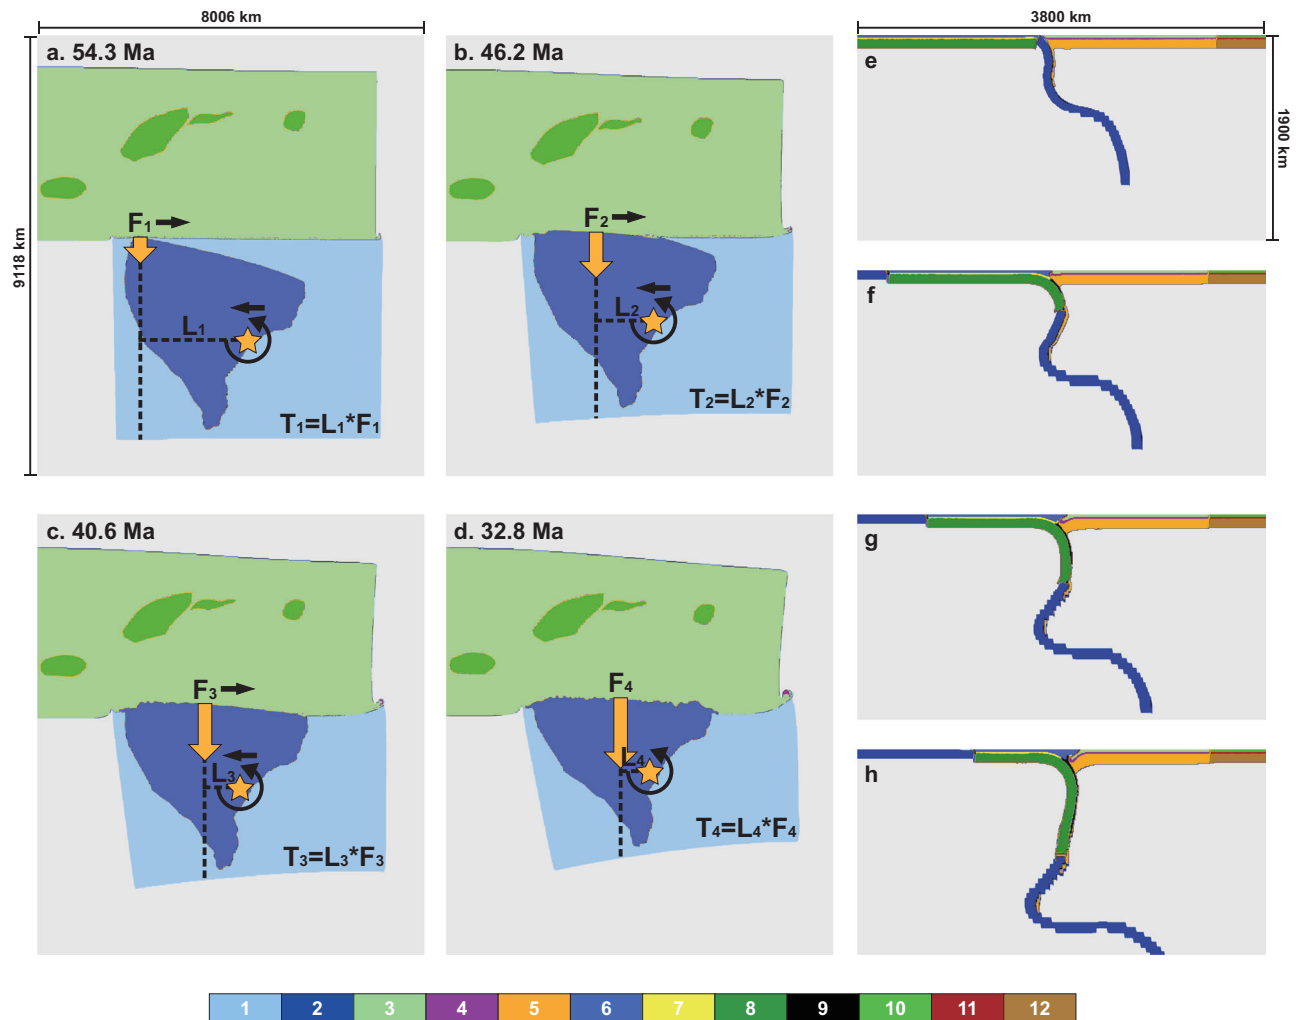 8006 km
3800 km
9118 km
1900 km
a. 54.3 Ma
F1
L1
T1=L1*F1
b. 46.2 Ma
F2
L2
T2=L2*F2
e
f
c. 40.6 Ma
F3
L3
T3=L3*F3
d. 32.8 Ma
F4
L4
T4=L4*F4
g
h
1 2 3 4 5 6 7 8 9 10 11 12